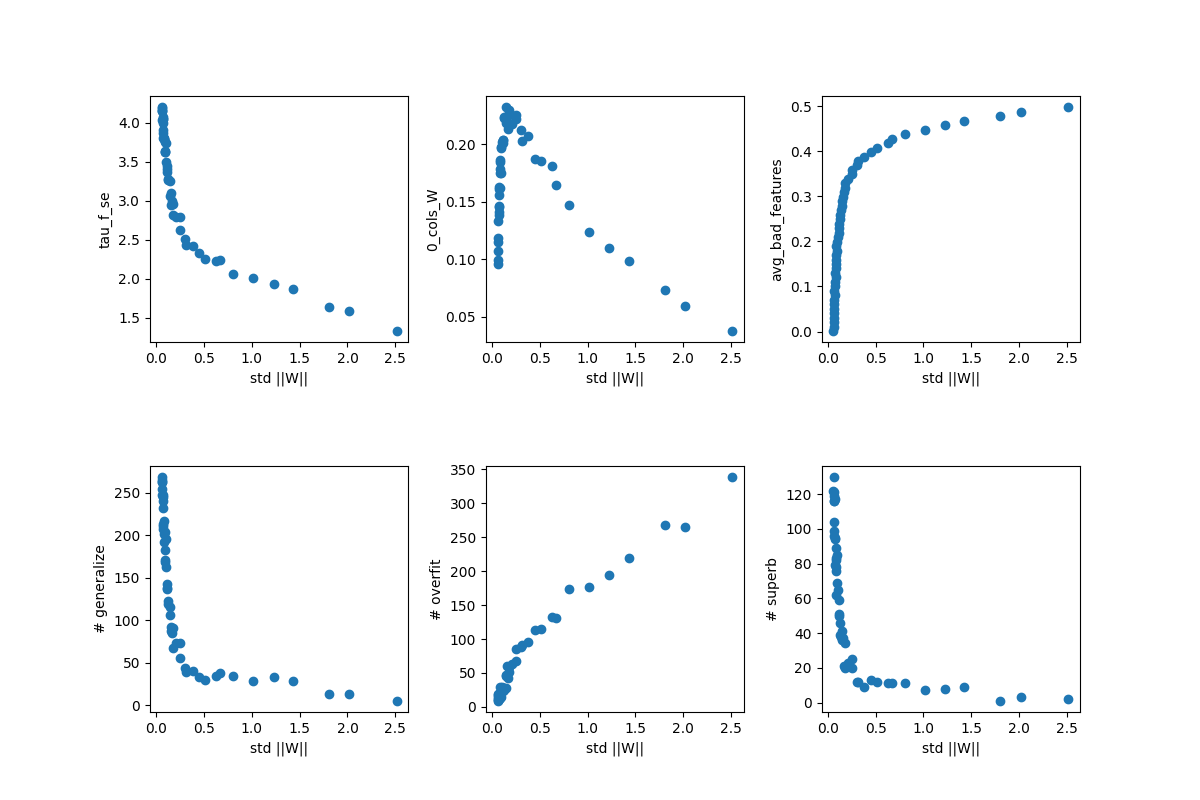 4.0
3.5
3.0
2.5
2.0
1.5
tau_f_se
0.0 0.5 1.0 1.5 2.0 2.5
std ||W||
0.20
0.15
0.10
0.05
0_cols_W
0.0 0.5 1.0 1.5 2.0 2.5
std ||W||
0.5
0.4
0.3
0.2
0.1
0.0
avg_bad_features
0.0 0.5 1.0 1.5 2.0 2.5
std ||W||
250
200
150
100
50
0
# generalize
0.0 0.5 1.0 1.5 2.0 2.5
std ||W||
350
300
250
200
150
100
50
0
# overfit
0.0 0.5 1.0 1.5 2.0 2.5
std ||W||
120
100
80
60
40
20
0
# superb
0.0 0.5 1.0 1.5 2.0 2.5
std ||W||